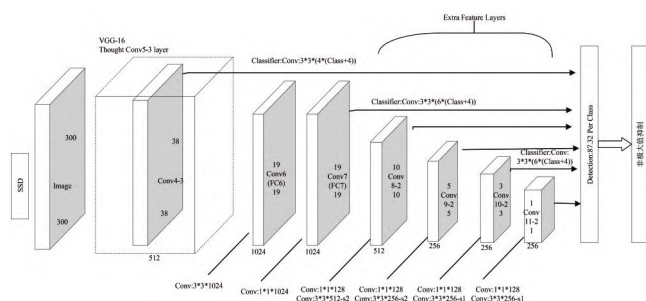 Extra Feature Layers
VGG-16
Thought Conv5-3 layer
Classifier:Conv:3*3*(4*(Class+4))
Classifier:Conv:3*3*(6*(Class+4))
Classifier:Conv:
3*3*(6*(Class+4))
SSD
300
Image
300
38
Conv4-3
38
512
19
Conv6
(FC6)
19
1024
19
Conv7
(FC7)
19
1024
10
Conv
8-2
10
512
5
Conv
9-2
5
256
3
Conv
10-2
3
256
1
Conv
11-2
1
256
Detection:8732 Per Class
非极大值抑制
Conv:3*3*1024
Conv:1*1*1024
Conv:1*1*128
Conv:3*3*512-s2
Conv:1*1*128
Conv:3*3*256-s2
Conv:1*1*128
Conv:3*3*256-s1
Conv:1*1*128
Conv:3*3*256-s1